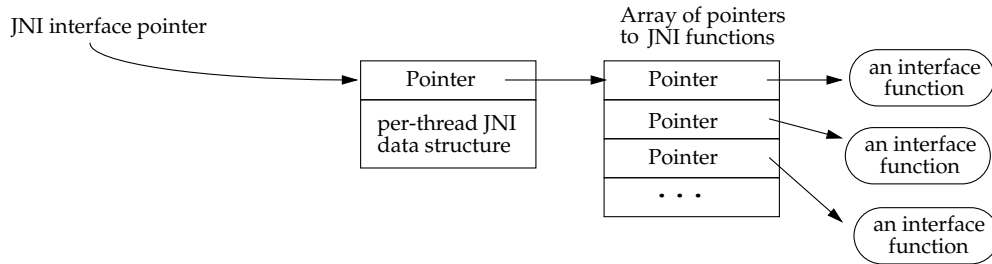 JNI interface pointer
Array of pointers
to JNI functions
Pointer
per-thread JNI
data structure
Pointer
Pointer
Pointer
. . .
an interface
function
an interface
function
an interface
function